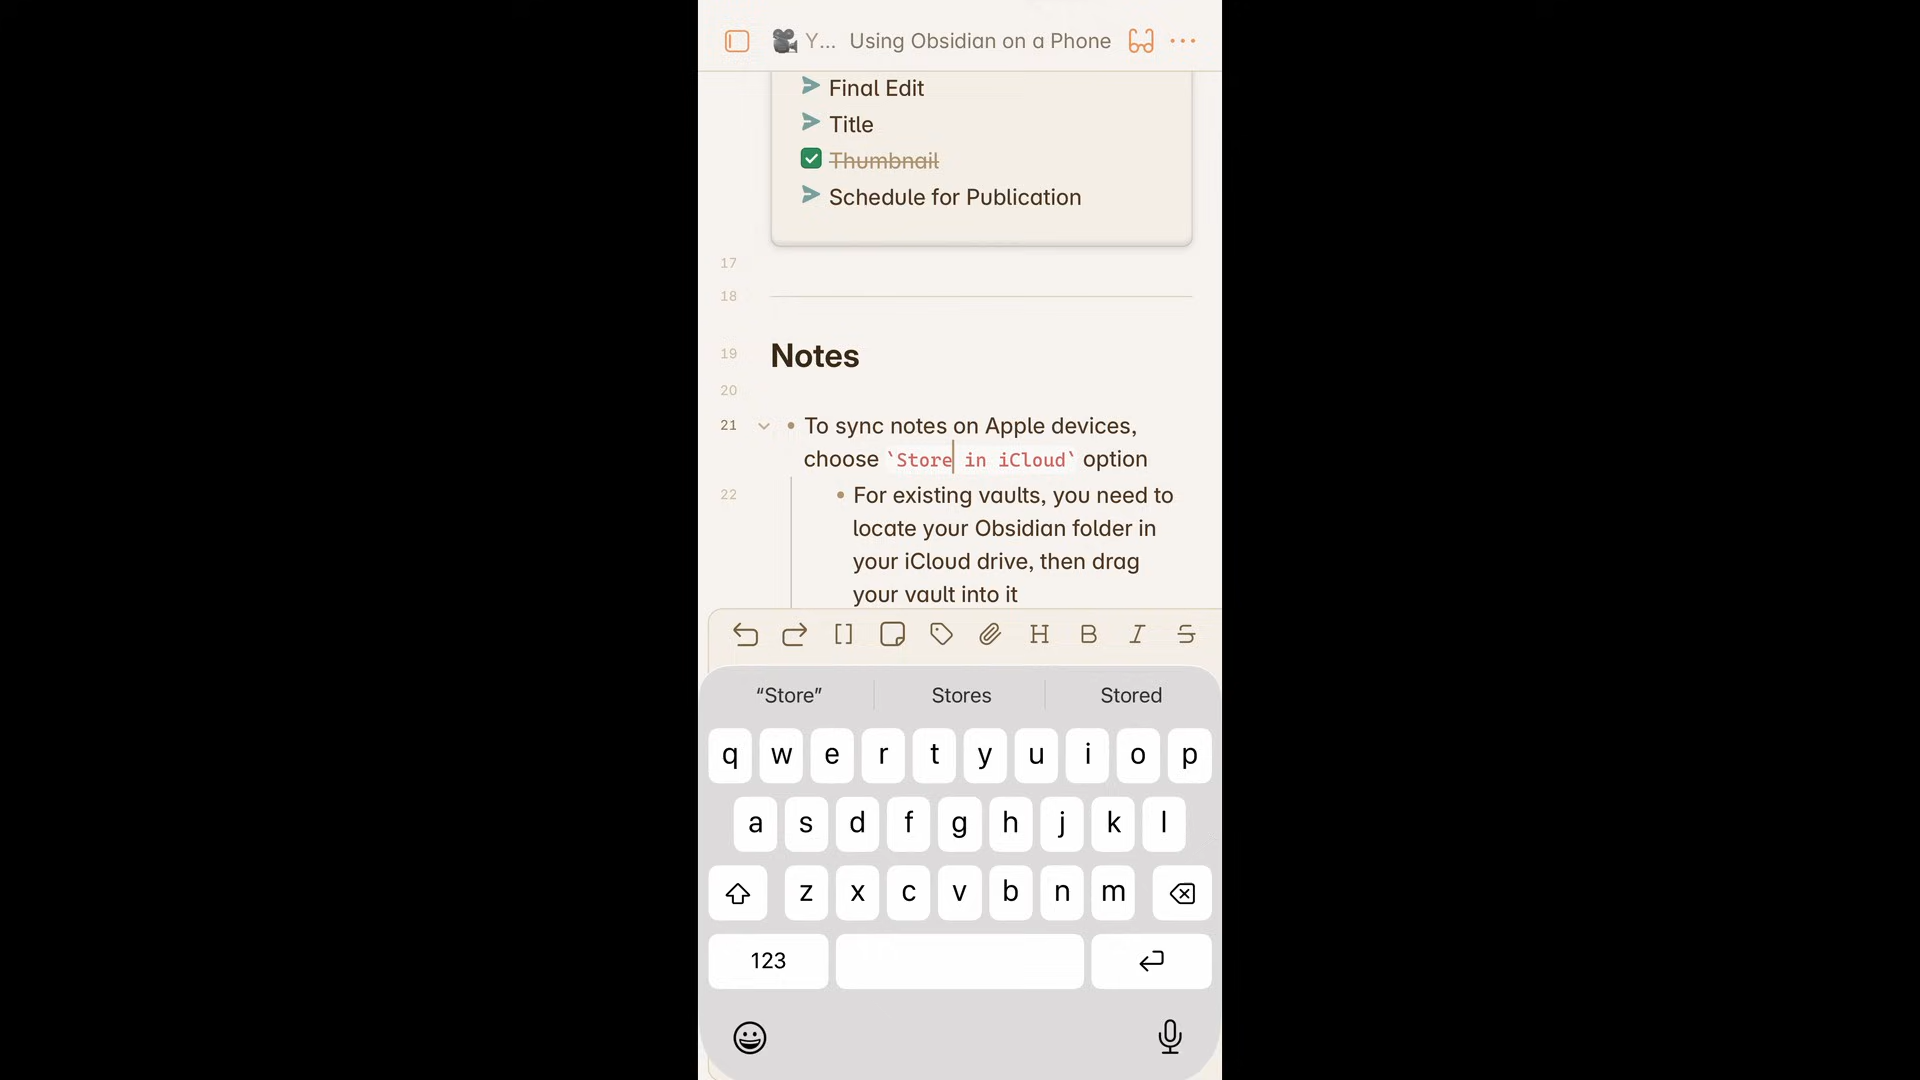 Y... Using Obsidian on a Phone
Final Edit
Title
Thumbnail
Schedule for Publication
17
18
19 Notes
20
21 To sync notes on Apple devices,
choose `Store in iCloud` option
22 For existing vaults, you need to
locate your Obsidian folder in
your iCloud drive, then drag
your vault into it
[] H B I S
“Store” Stores Stored
q w e r t y u i o p
a s d f g h j k l
z x c v b n m
123